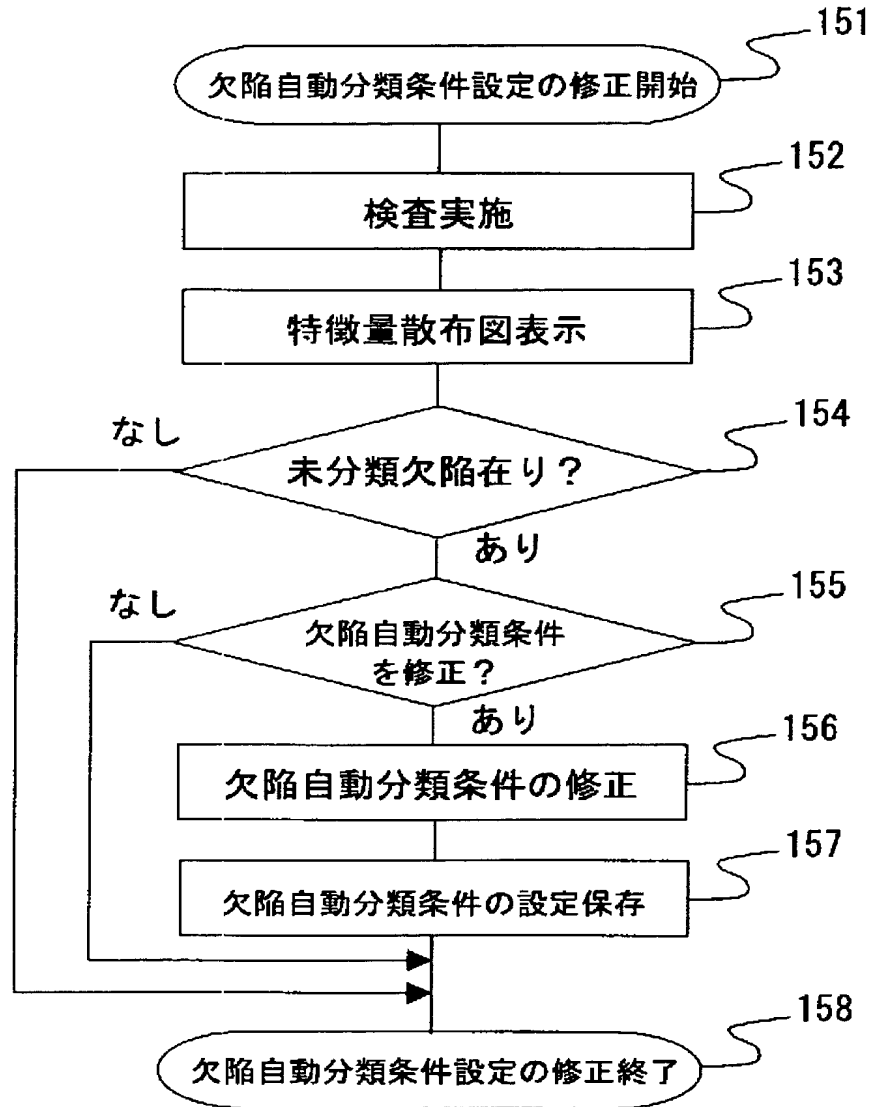 151
欠陥自動分類条件設定の修正開始
152
検査実施
153
特徴量散布図表示
154
なし
未分類欠陥在り？
あり
155
なし
欠陥自動分類条件
を修正？
あり
156
欠陥自動分類条件の修正
157
欠陥自動分類条件の設定保存
158
欠陥自動分類条件設定の修正終了